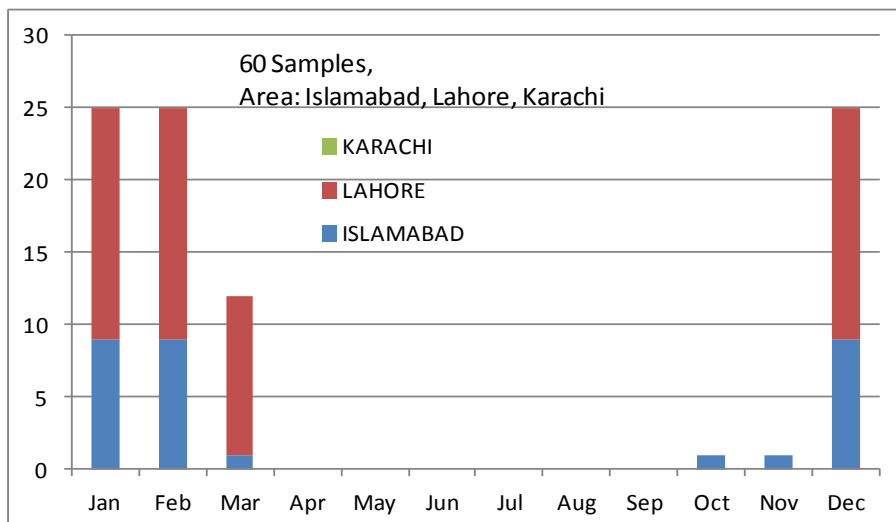 30
60 Samples,
Area: Islamabad, Lahore, Karachi
25
KARACHI
20
LAHORE
ISLAMABAD
15
10
5
0
Jan Feb Mar Apr May Jun Jul Aug Sep Oct Nov Dec